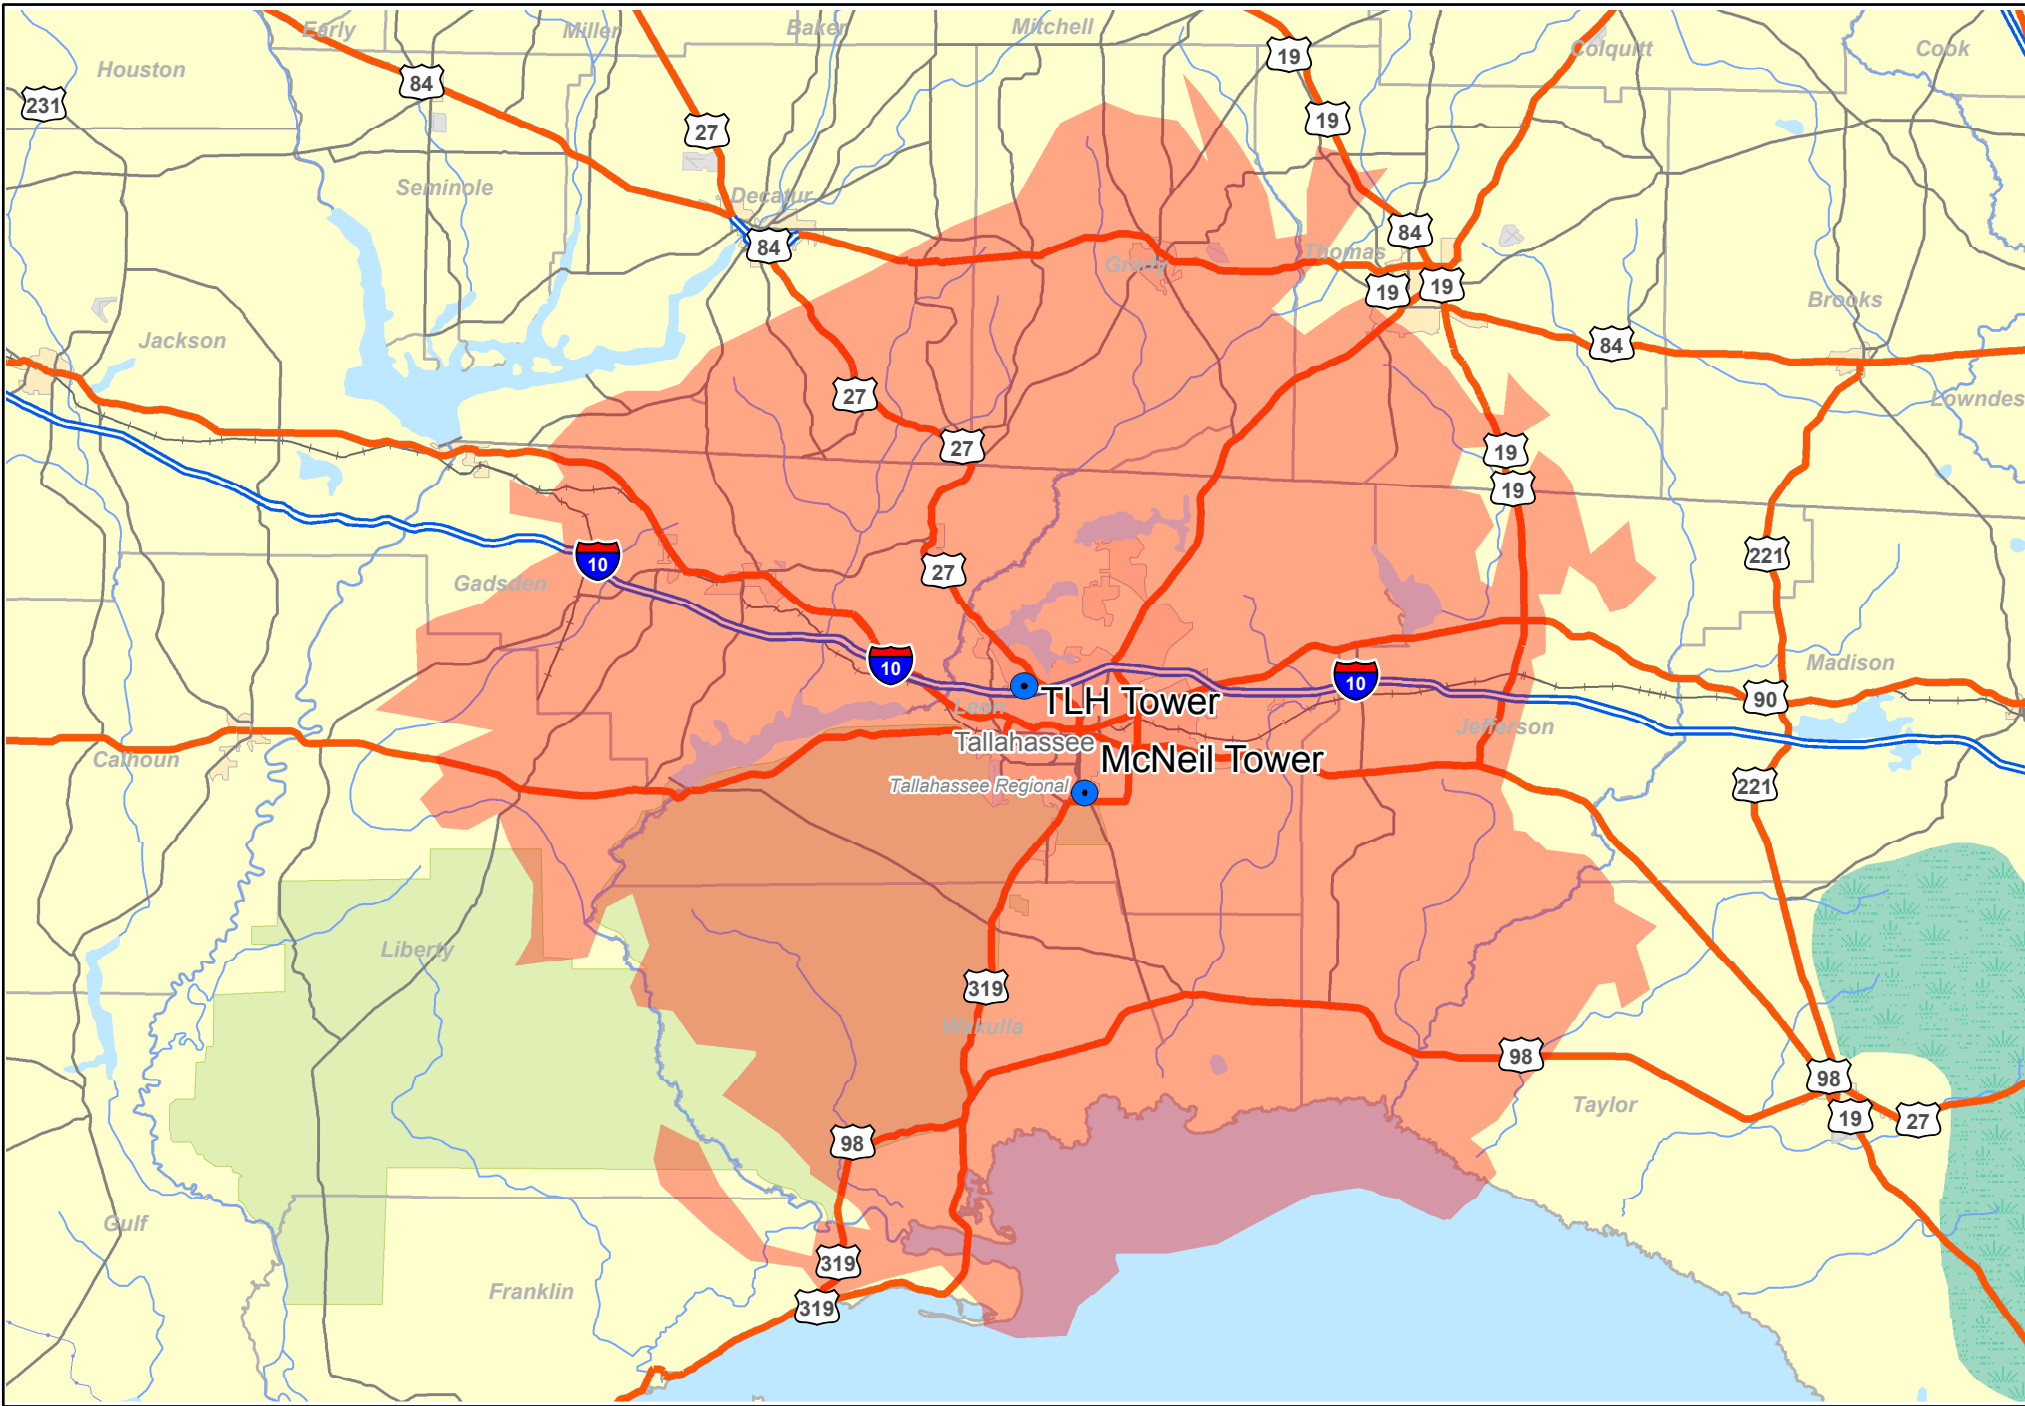 Early
Miller
Baker
Mitchell
Colquitt
Cook
Houston
19
84
231
19
27
Seminole
Decatur
84
84
Thomas
Grady
19
19
Brooks
Jackson
84
27
Lowndes
27
19
19
221
10
27
Gadsden
10
Madison
10
90
TLH Tower
Leon
Jefferson
Tallahassee
Calhoun
McNeil Tower
Tallahassee Regional
221
Liberty
319
Wakulla
98
98
Taylor
19
27
98
Gulf
319
Franklin
319